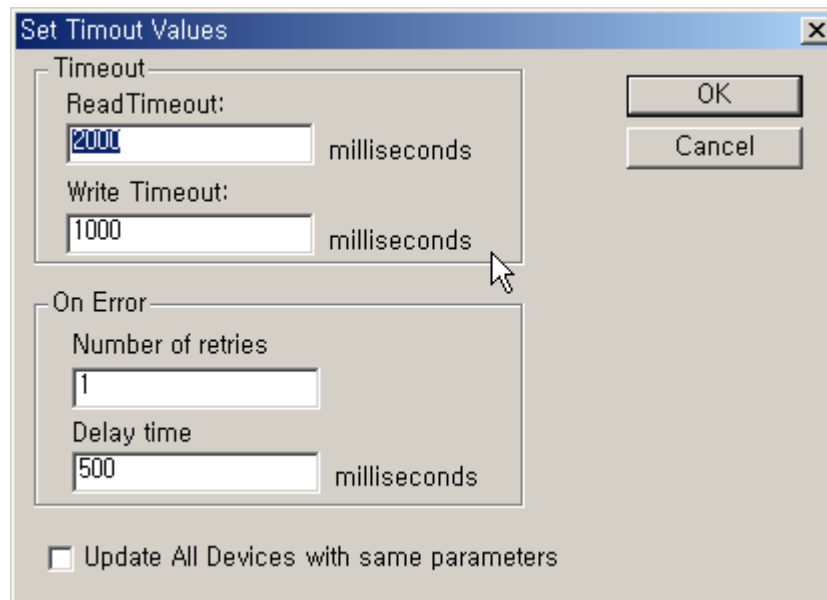 Set Timout Values
Timeout
ReadTimeout:
2000
milliseconds
Write Timeout:
1000
milliseconds
On Error
Number of retries
1
Delay time
500
milliseconds
Update All Devices with same parameters
OK
Cancel